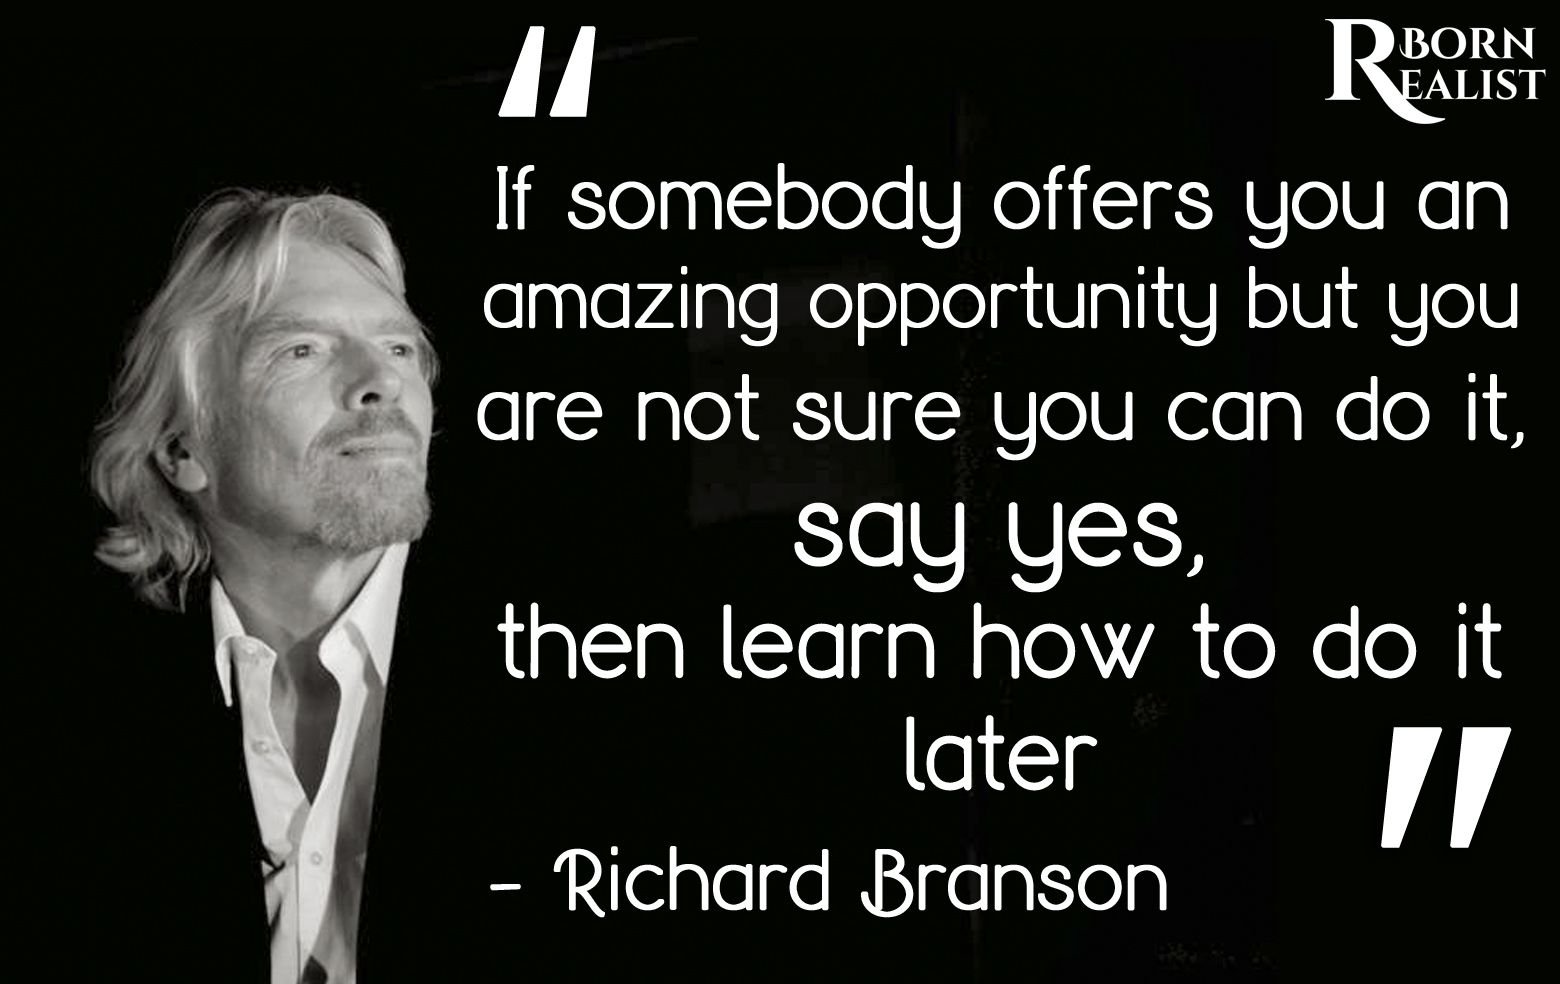 BORN
REALIST
“
If somebody offers you an
amazing opportunity but you
are not sure you can do it,
say yes,
then learn how to do it
later
”
- Richard Branson